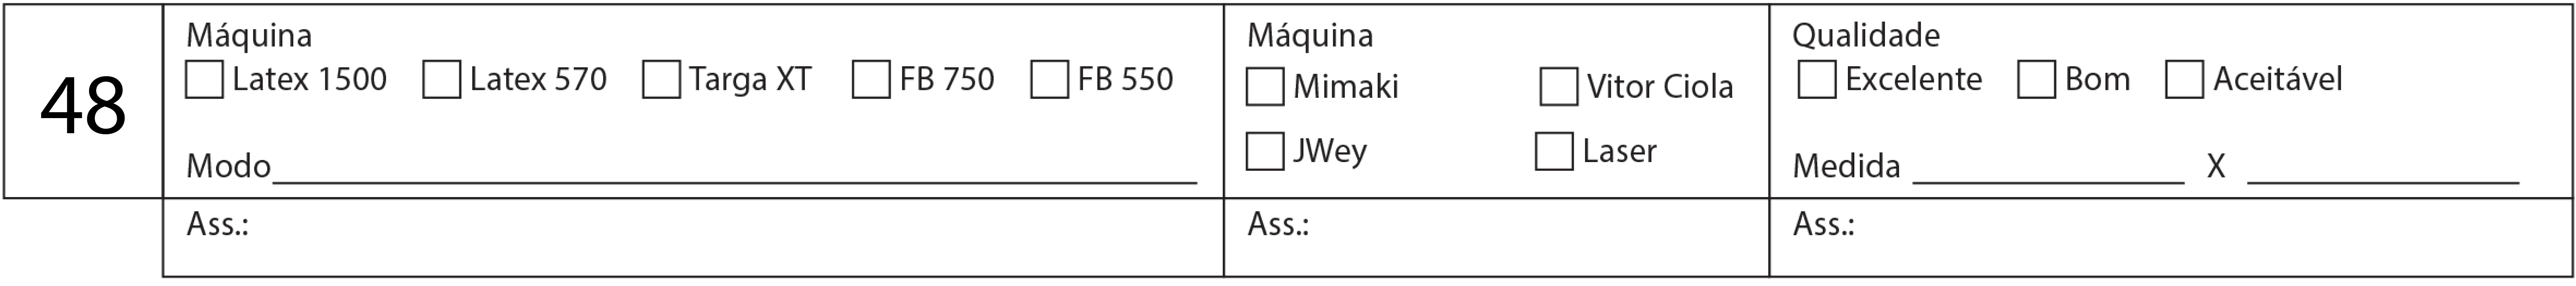 48
Máquina
Latex 1500 Latex 570 Targa XT FB 750 FB 550
Modo
Ass.:
Máquina
Mimaki Vitor Ciola
JWey Laser
Ass.:
Qualidade
Excelente Bom Aceitável
Medida X
Ass.: